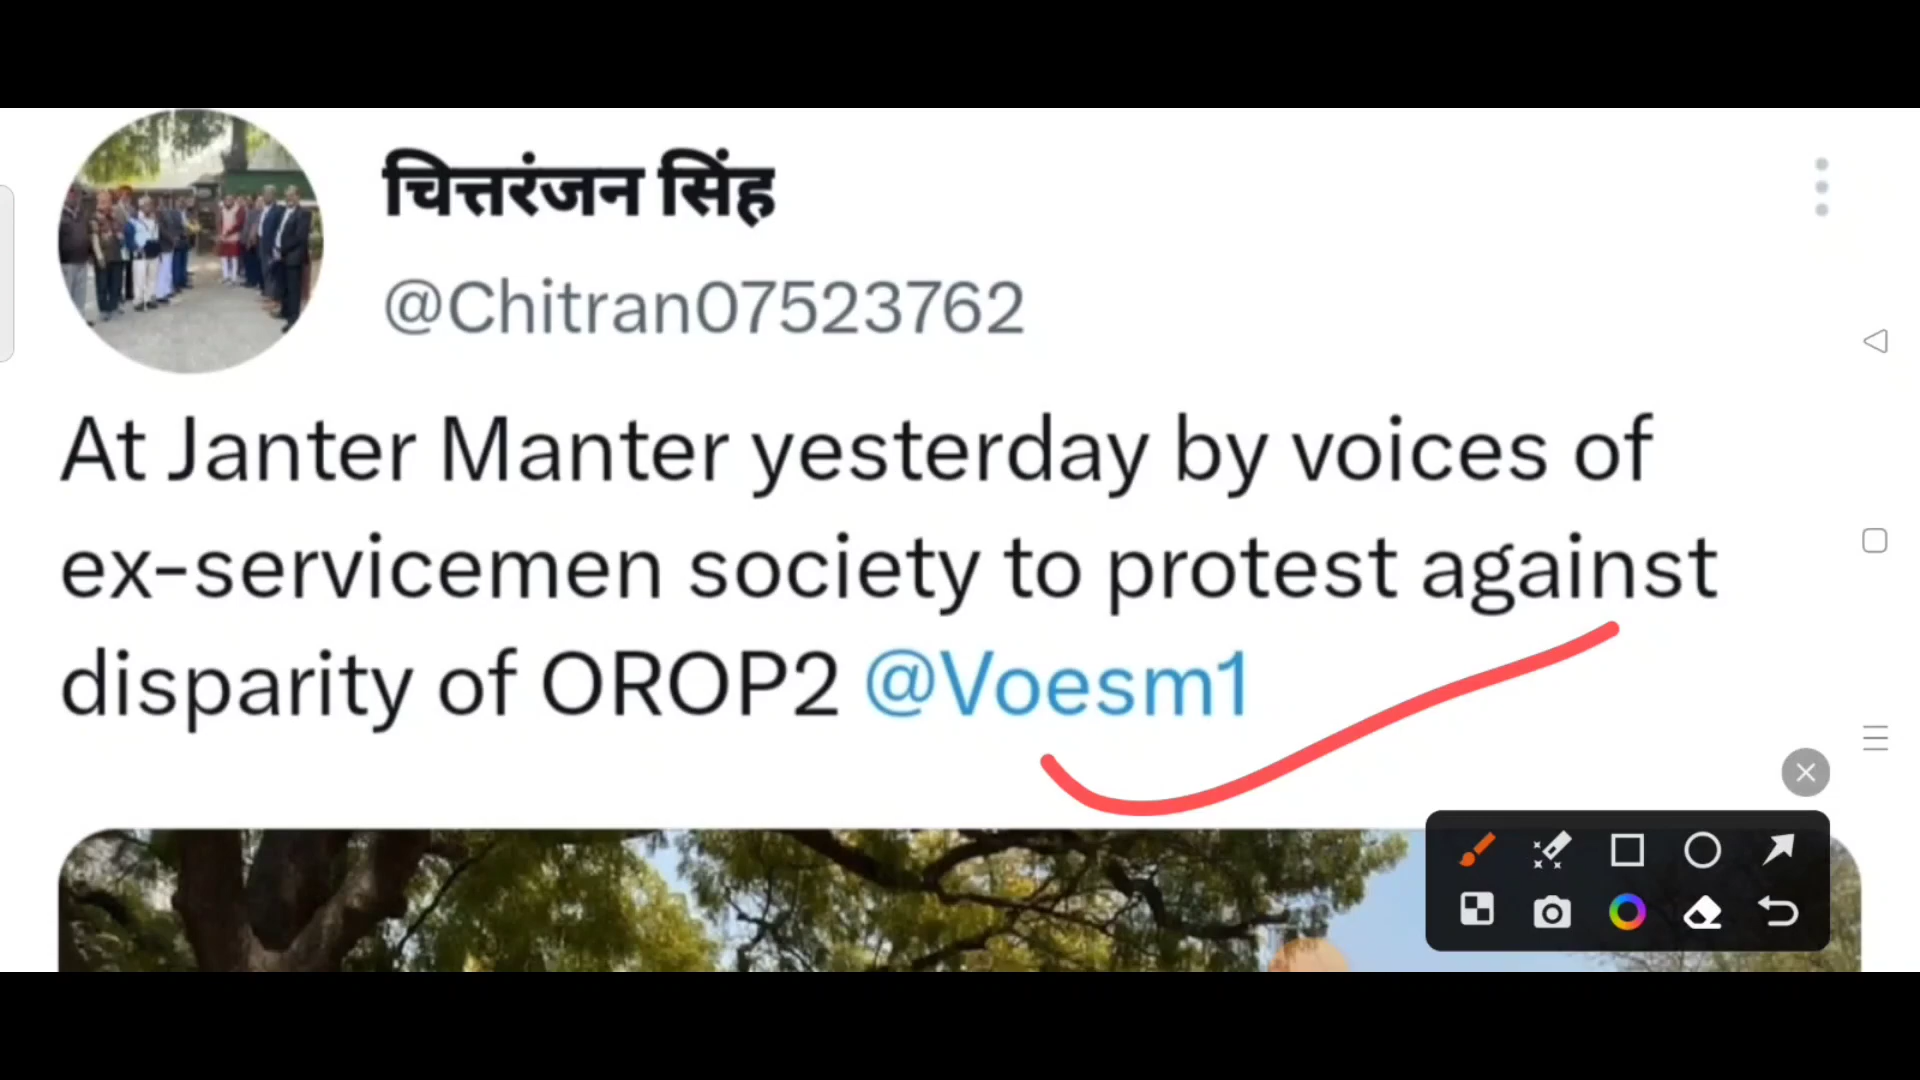 चित्तरंजन सिंह
@Chitran07523762
At Janter Manter yesterday by voices of
ex-servicemen society to protest against
disparity of OROP2 @Voesm1